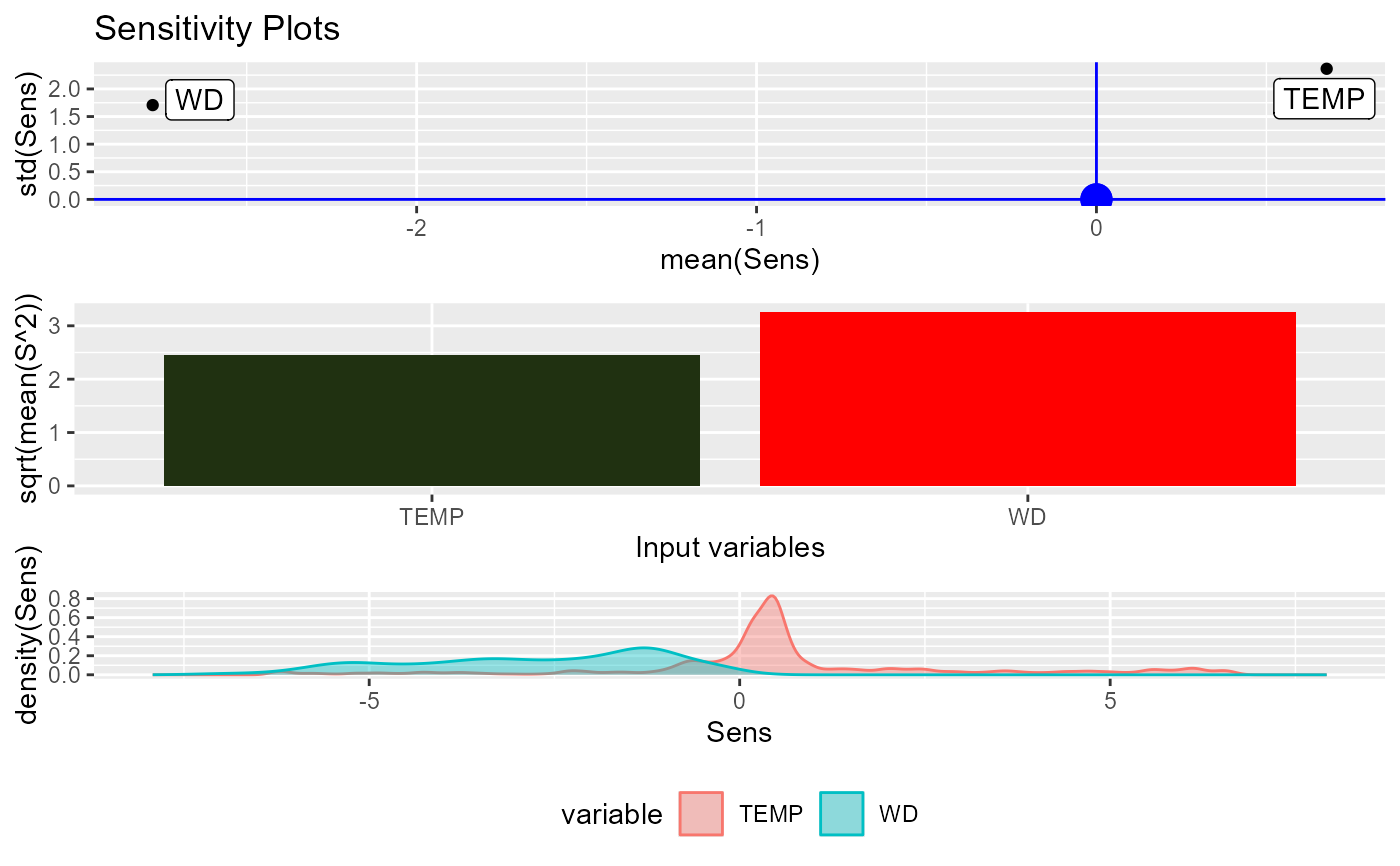 Sensitivity Plots
std(Sens)
2.0
1.5
1.0
0.5
0.0
WD
TEMP
-2 -1 0
mean(Sens)
sqrt(mean(S^2))
3
2
1
0
TEMP WD
Input variables
density(Sens)
0.8
0.6
0.4
0.2
0.0
-5 0 5
Sens
variable TEMP WD